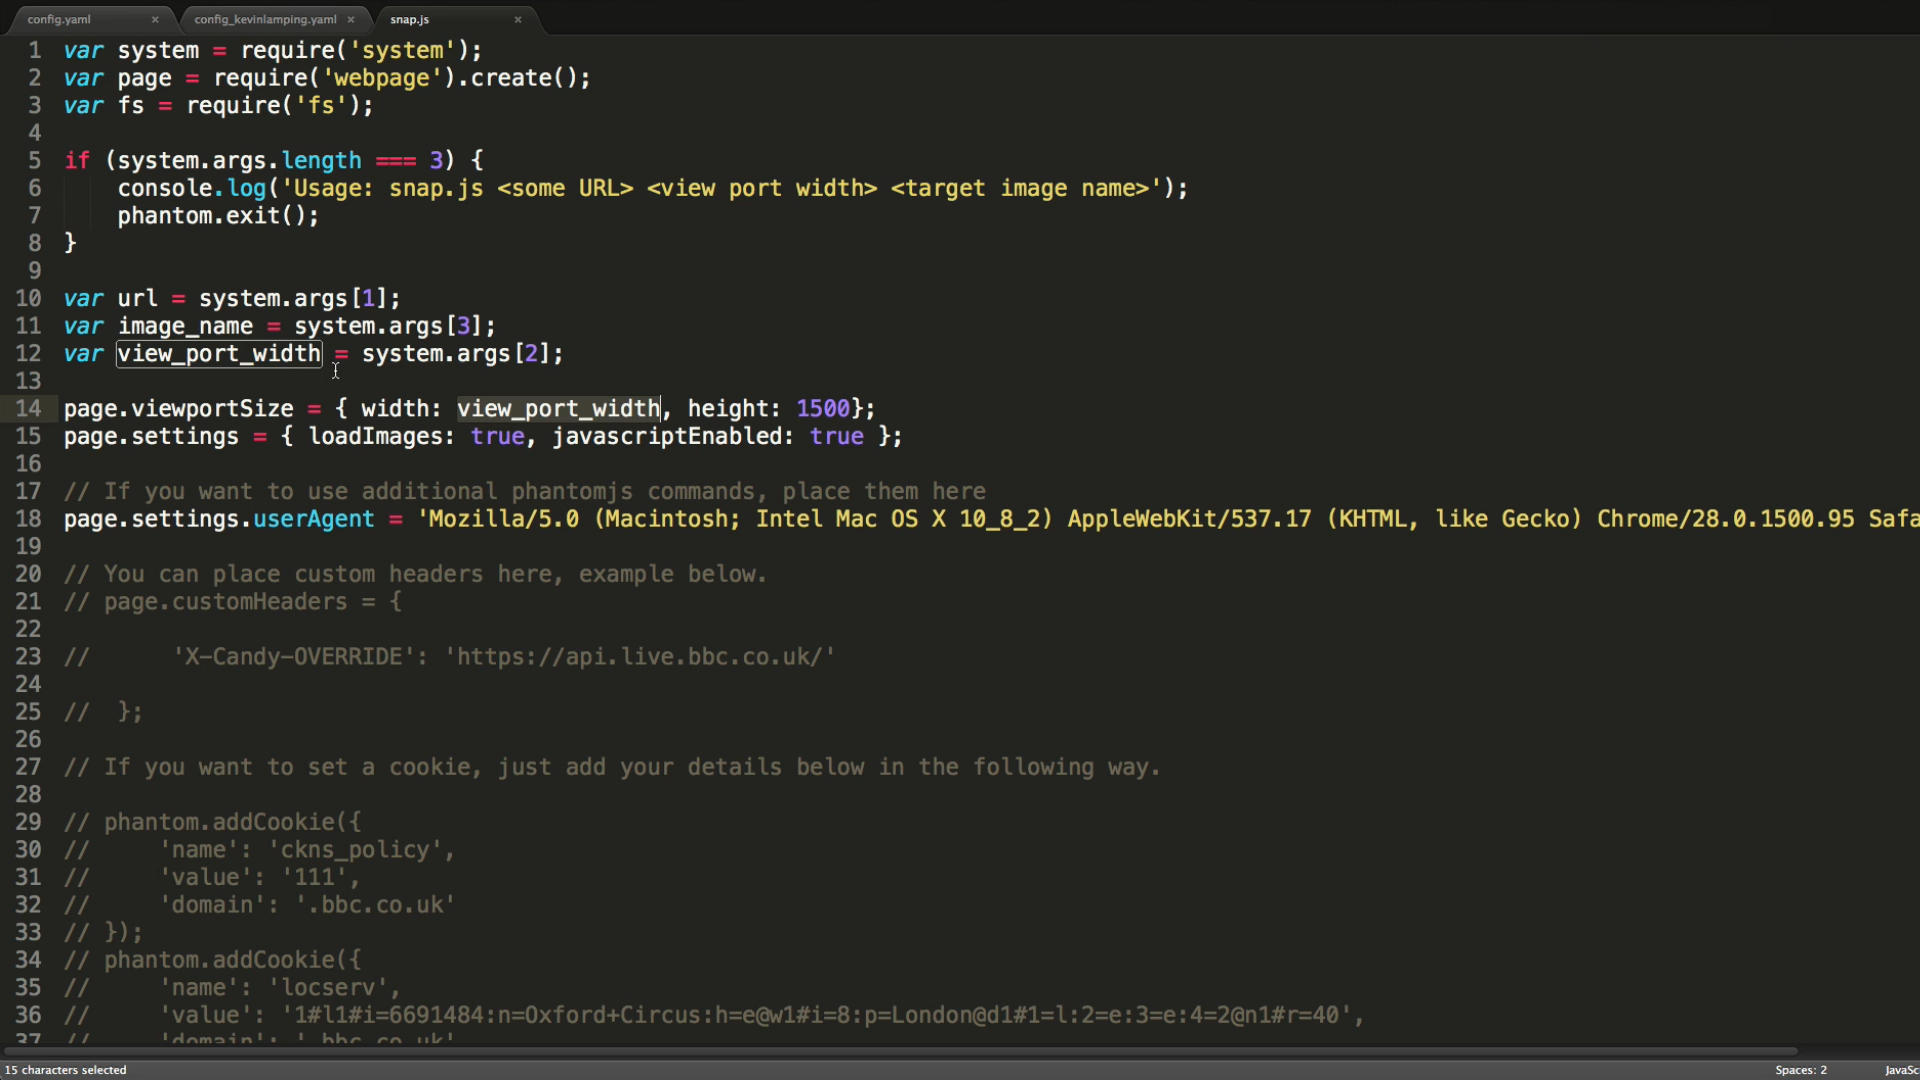 config.yaml × config_kevinlamping.yaml × snap.js ×
1 var system = require('system');
2 var page = require('webpage').create();
3 var fs = require('fs');
4
5 if (system.args.length === 3) {
6 console.log('Usage: snap.js <some URL> <view port width> <target image name>');
7 phantom.exit();
8 }
9
10 var url = system.args[1];
11 var image_name = system.args[3];
12 var view_port_width = system.args[2];
13
14 page.viewportSize = { width: view_port_width, height: 1500};
15 page.settings = { loadImages: true, javascriptEnabled: true };
16
17 // If you want to use additional phantomjs commands, place them here
18 page.settings.userAgent = 'Mozilla/5.0 (Macintosh; Intel Mac OS X 10_8_2) AppleWebKit/537.17 (KHTML, like Gecko) Chrome/28.0.1500.95 Safa
19
20 // You can place custom headers here, example below.
21 // page.customHeaders = {
22
23 // 'X-Candy-OVERRIDE': 'https://api.live.bbc.co.uk/'
24
25 // };
26
27 // If you want to set a cookie, just add your details below in the following way.
28
29 // phantom.addCookie({
30 // 'name': 'ckns_policy',
31 // 'value': '111',
32 // 'domain': '.bbc.co.uk'
33 // });
34 // phantom.addCookie({
35 // 'name': 'locserv',
36 // 'value': '1#l1#i=6691484:n=Oxford+Circus:h=e@w1#i=8:p=London@d1#1=l:2=e:3=e:4=2@n1#r=40',
37 // 'domain': '.bbc.co.uk'
15 characters selected Spaces: 2 JavaSc